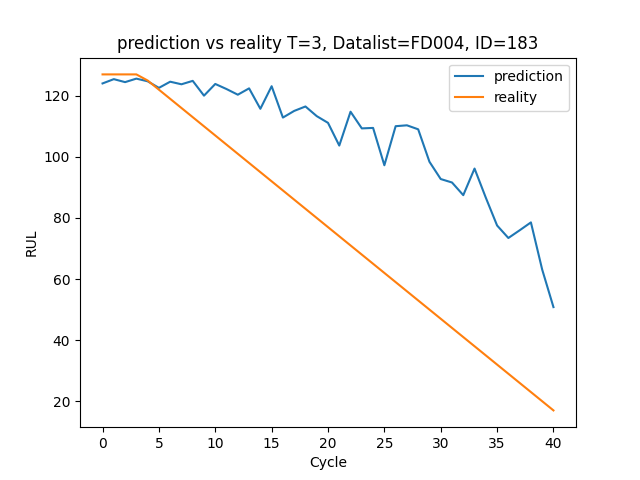 prediction vs reality T=3, Datalist=FD004, ID=183
prediction
reality
120
100
80
60
40
20
RUL
0 5 10 15 20 25 30 35 40
Cycle